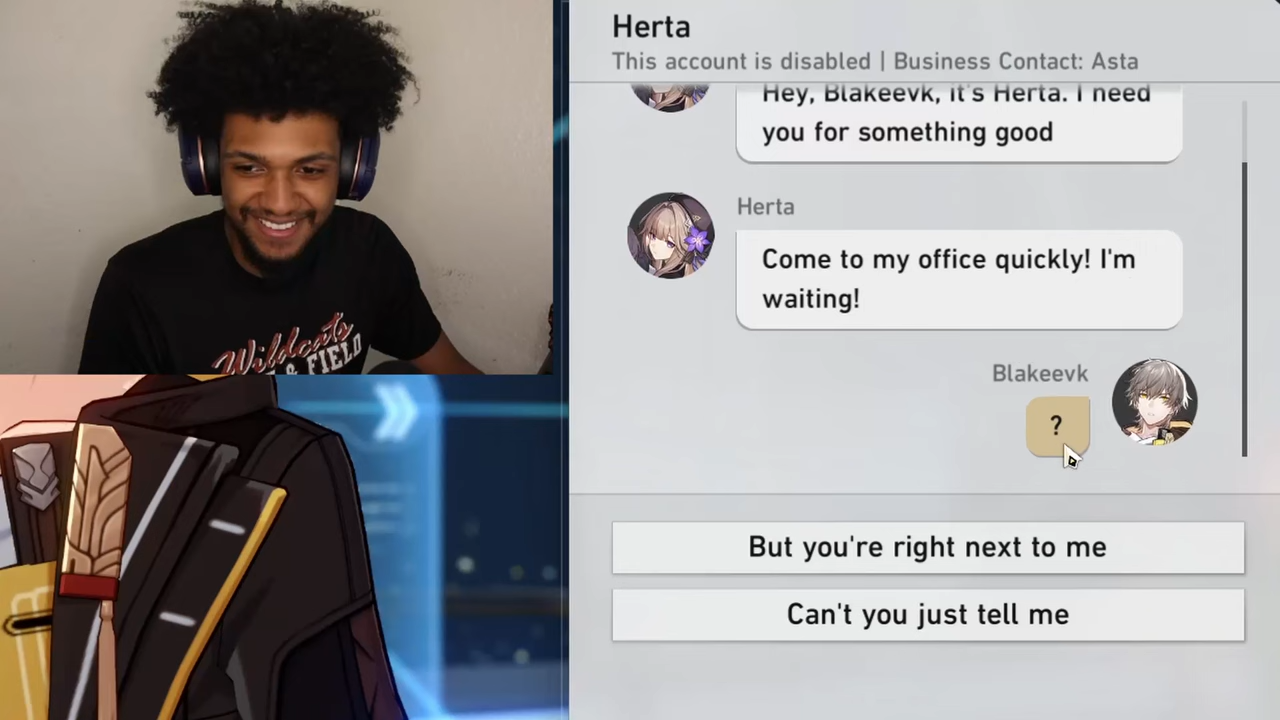 Herta
This account is disabled | Business Contact: Asta
Hey, Blakeevk, it's Herta. I need
you for something good
Herta
Come to my office quickly! I'm
waiting!
Blakeevk
?
But you're right next to me
Can't you just tell me
Wildcats
& FIELD